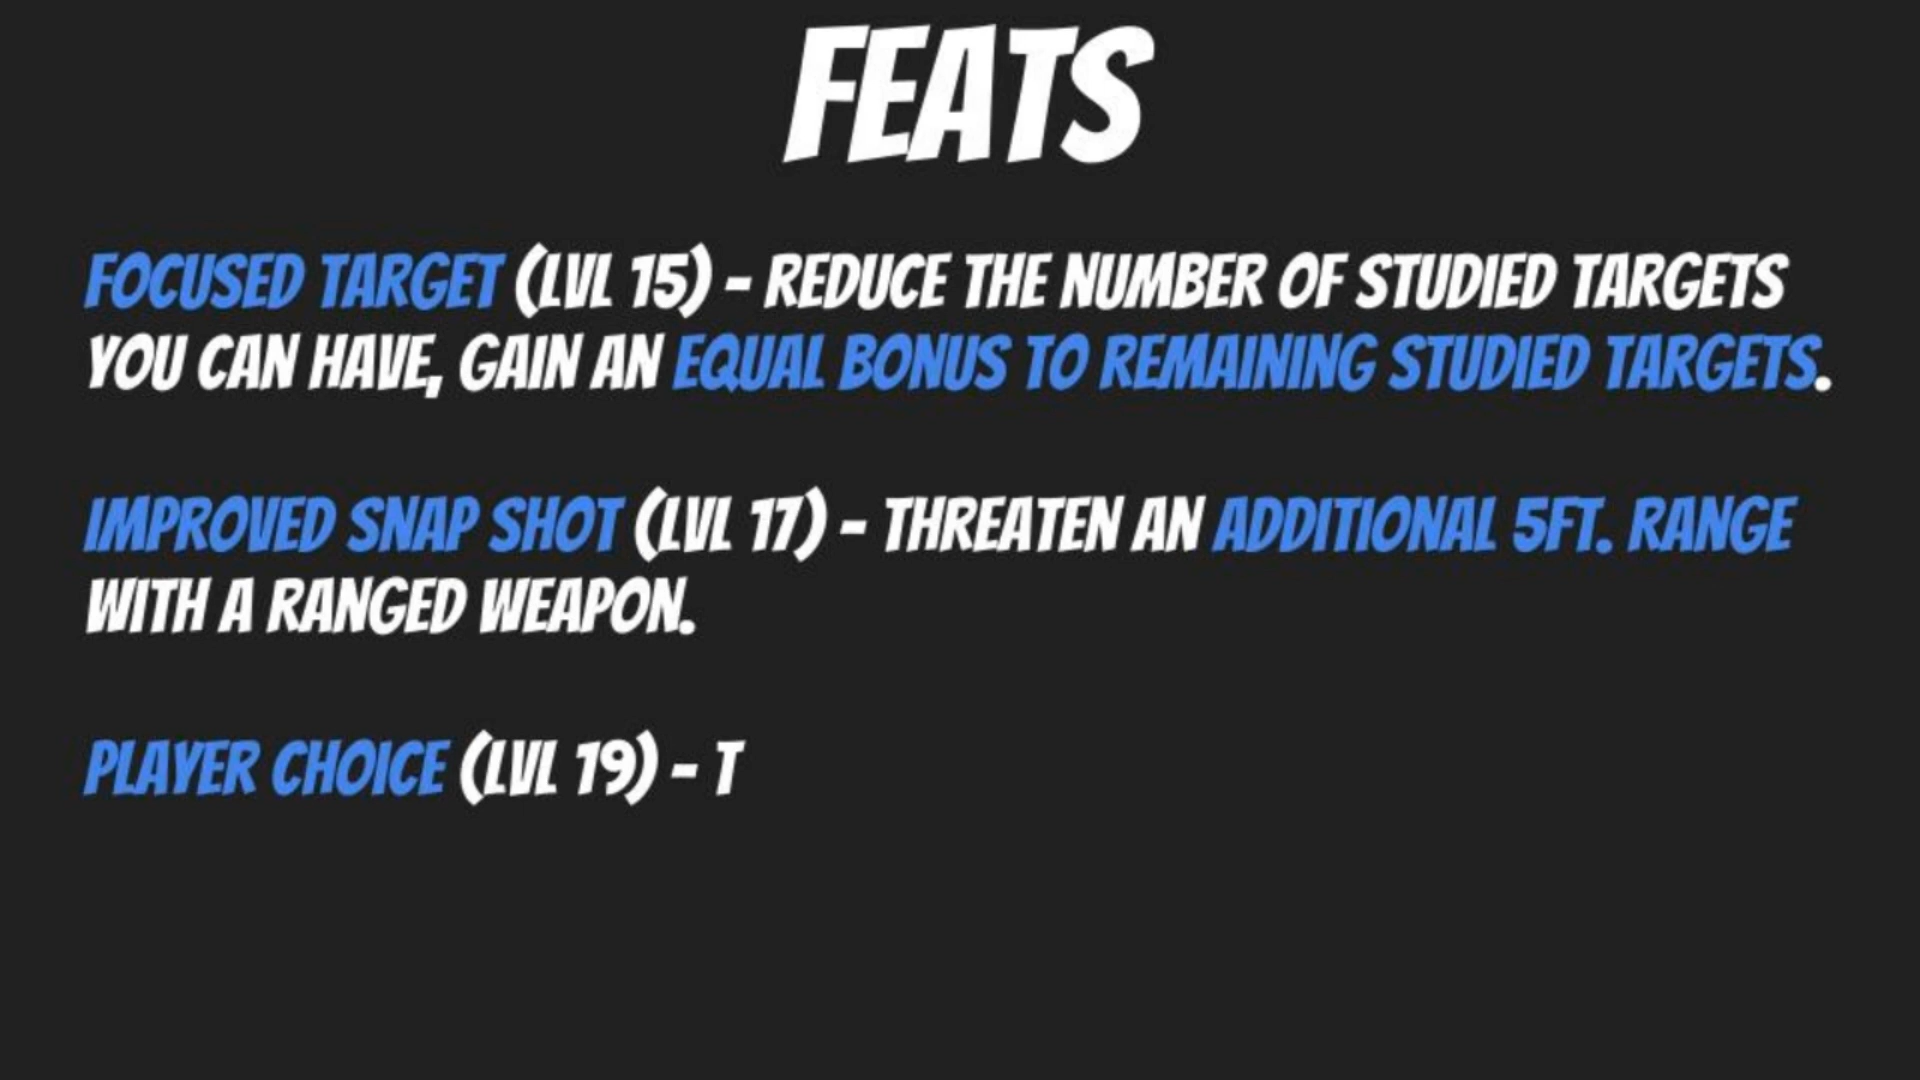 FEATS
FOCUSED TARGET (LVL 15) - REDUCE THE NUMBER OF STUDIED TARGETS
YOU CAN HAVE, GAIN AN EQUAL BONUS TO REMAINING STUDIED TARGETS.
IMPROVED SNAP SHOT (LVL 17) - THREATEN AN ADDITIONAL 5FT. RANGE
WITH A RANGED WEAPON.
PLAYER CHOICE (LVL 19) - T